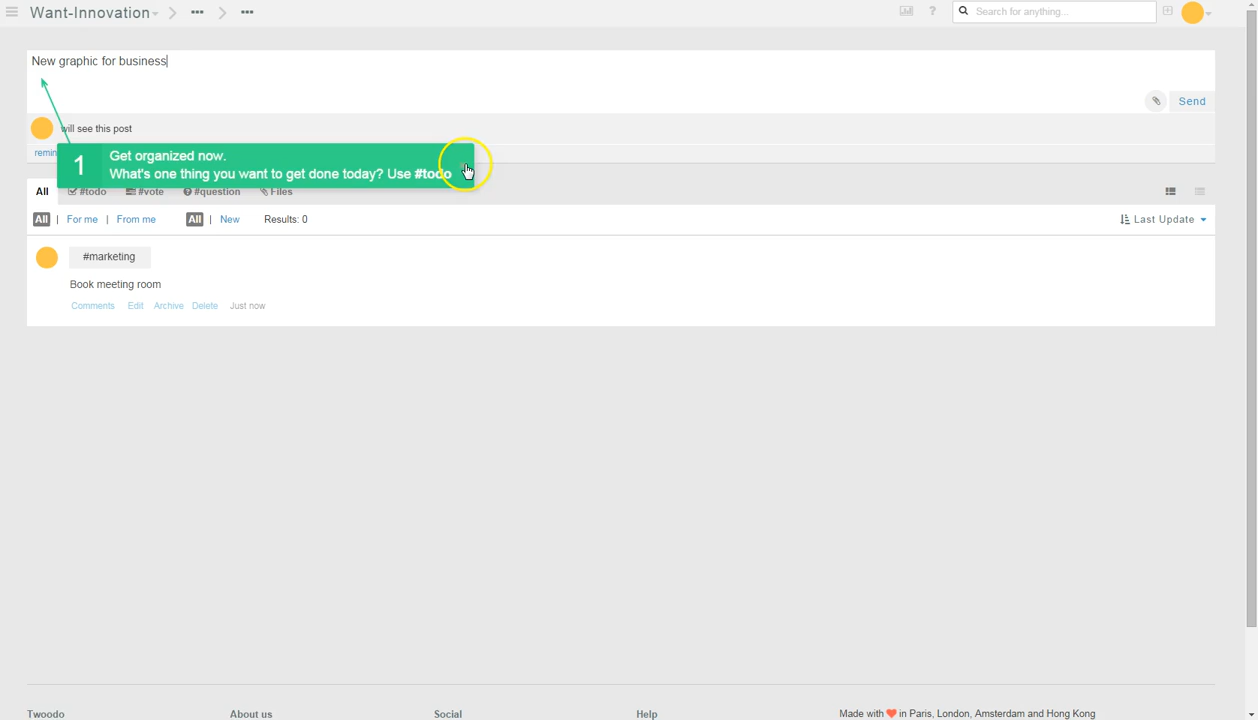 Want-Innovation
Search for anything...
New graphic for business
Send
will see this post
remin
1
Get organized now.
What's one thing you want to get done today? Use #todo
All #todo #vote #question Files
All | For me | From me All | New Results: 0 Last Update
#marketing
Book meeting room
Comments Edit Archive Delete Just now
Twoodo About us Social Help Made with ❤ in Paris, London, Amsterdam and Hong Kong